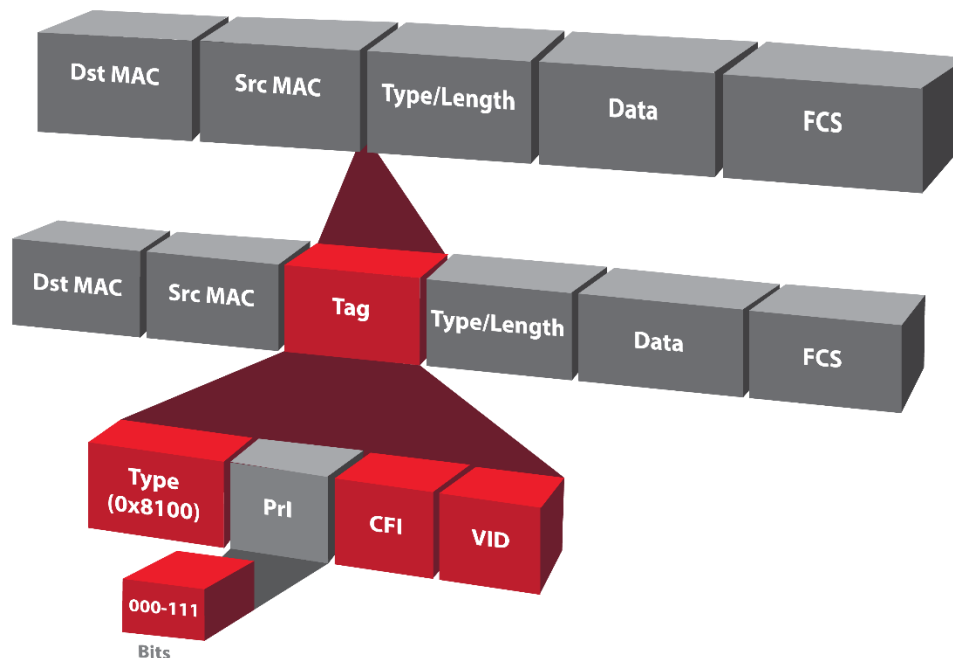 Dst MAC
Src MAC
Type/Length
Data
FCS
Dst MAC
Src MAC
Tag
Type/Length
Data
FCS
Type
(0x8100)
PrI
CFI
VID
000-111
Bits